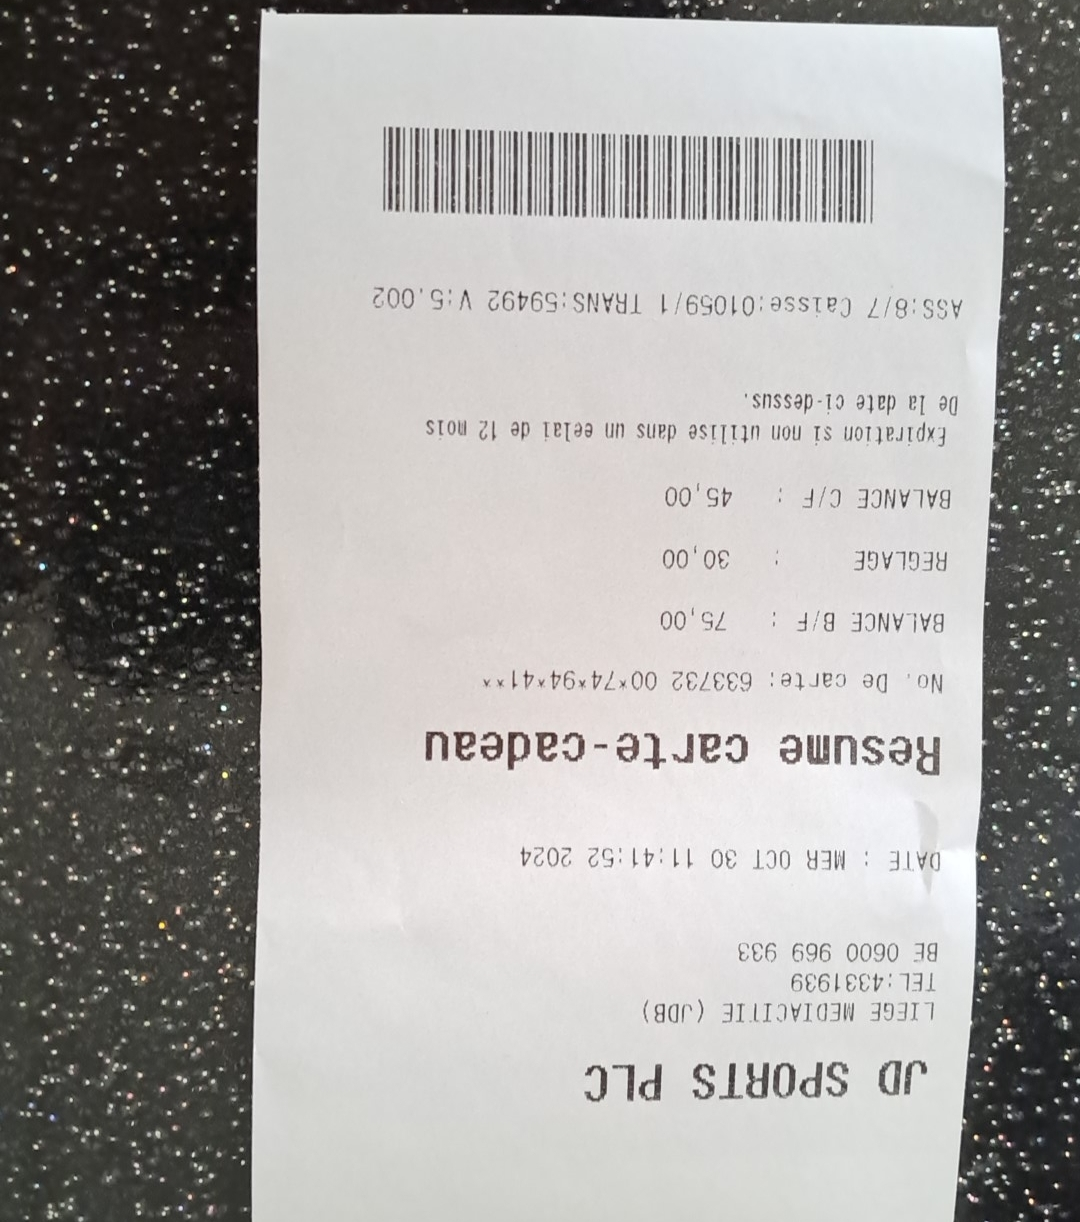 JD SPORTS PLC
LIEGE MEDIACITIE (JDB)
TEL:4331939
BE 0600 969 933
DATE : MER OCT 30 11:41:52 2024
Resume carte-cadeau
No. De carte: 633732 00*74*94*41**
BALANCE B/F : 75,00
REGLAGE : 30,00
BALANCE C/F : 45,00
Expiration si non utilise dans un eelai de 12 mois
De la date ci-dessus.
ASS:8/7 Caisse:01059/1 TRANS:59492 V:5.002